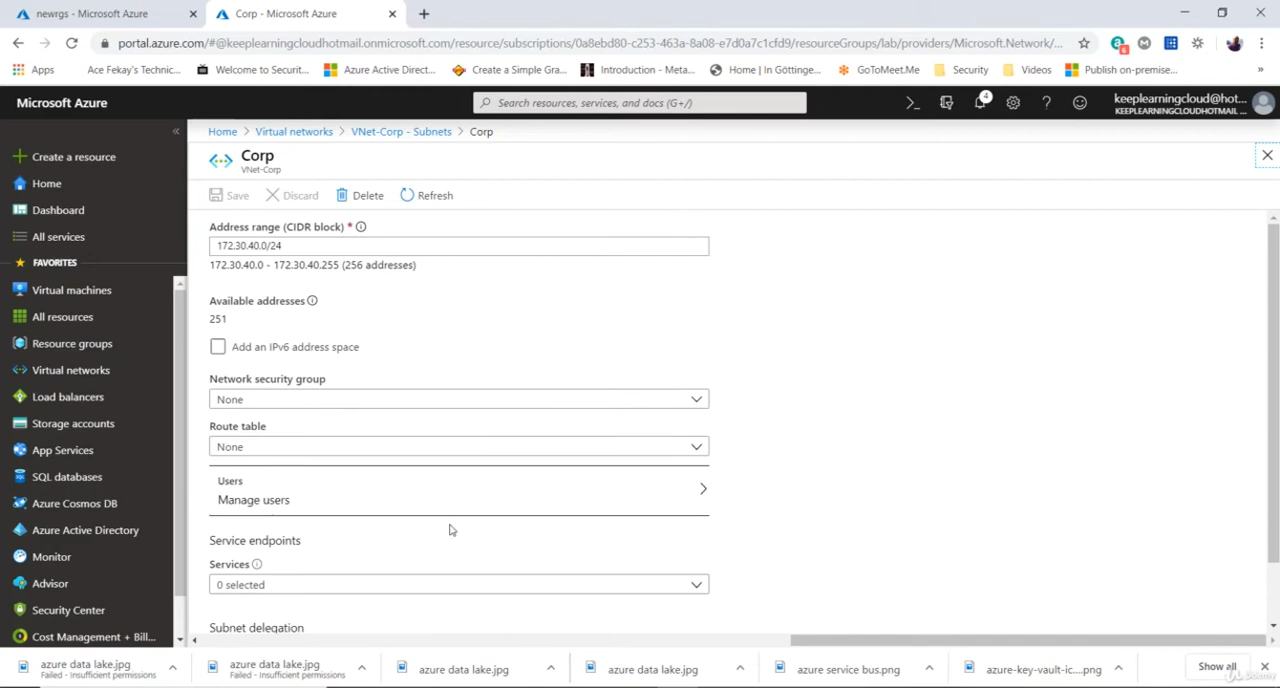 newrgs - Microsoft Azure
Corp - Microsoft Azure
portal.azure.com/#@keeplearningcloudhotmail.onmicrosoft.com/resource/subscriptions/0a8ebd80-c253-463a-8a08-e7d0a7c1cfd9/resourceGroups/lab/providers/Microsoft.Network/...
6
Apps
Ace Fekay's Technic...
Welcome to Securit...
Azure Active Direct...
Create a Simple Gra...
Introduction - Meta...
Home | In Göttinge...
GoToMeet.Me
Security
Videos
Publish on-premise...
»
Microsoft Azure
Search resources, services, and docs (G+/)
4
keeplearningcloud@hot...
KEEPLEARNINGCLOUDHOTMAIL ...
«
Create a resource
Home
Dashboard
All services
FAVORITES
Virtual machines
All resources
Resource groups
Virtual networks
Load balancers
Storage accounts
App Services
SQL databases
Azure Cosmos DB
Azure Active Directory
Monitor
Advisor
Security Center
Cost Management + Bill...
Home > Virtual networks > VNet-Corp - Subnets > Corp
Corp
VNet-Corp
Save
Discard
Delete
Refresh
Address range (CIDR block) *
172.30.40.0/24
172.30.40.0 - 172.30.40.255 (256 addresses)
Available addresses
251
Add an IPv6 address space
Network security group
None
Route table
None
Users
Manage users
Service endpoints
Services
0 selected
Subnet delegation
azure data lake.jpg
Failed - Insufficient permissions
azure data lake.jpg
Failed - Insufficient permissions
azure data lake.jpg
azure data lake.jpg
azure service bus.png
azure-key-vault-ic....png
Show all
Udemy